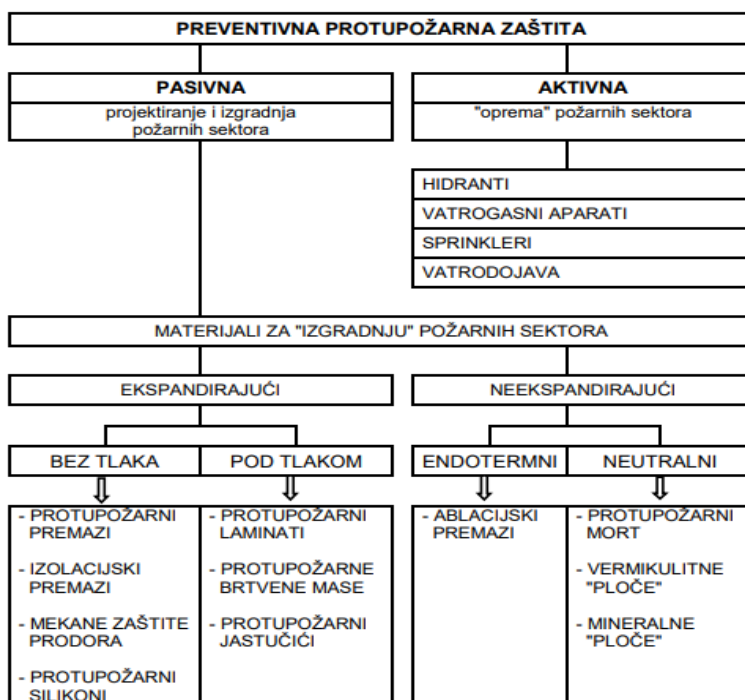 PREVENTIVNA PROTUPOŽARNA ZAŠTITA
PASIVNA
projektiranje i izgradnja
požarnih sektora
AKTIVNA
"oprema" požarnih sektora
HIDRANTI
VATROGASNI APARATI
SPRINKLERI
VATRODOJAVA
MATERIJALI ZA "IZGRADNJU" POŽARNIH SEKTORA
EKSPANDIRAJUĆI
NEEKSPANDIRAJUĆI
BEZ TLAKA
POD TLAKOM
ENDOTERMNI
NEUTRALNI
- PROTUPOŽARNI
PREMAZI
- IZOLACIJSKI
PREMAZI
- MEKANE ZAŠTITE
PRODORA
- PROTUPOŽARNI
SILIKONI
- PROTUPOŽARNI
LAMINATI
- PROTUPOŽARNE
BRTVENE MASE
- PROTUPOŽARNI
JASTUČIĆI
- ABLACIJSKI
PREMAZI
- PROTUPOŽARNI
MORT
- VERMIKULITNE
"PLOČE"
- MINERALNE
"PLOČE"